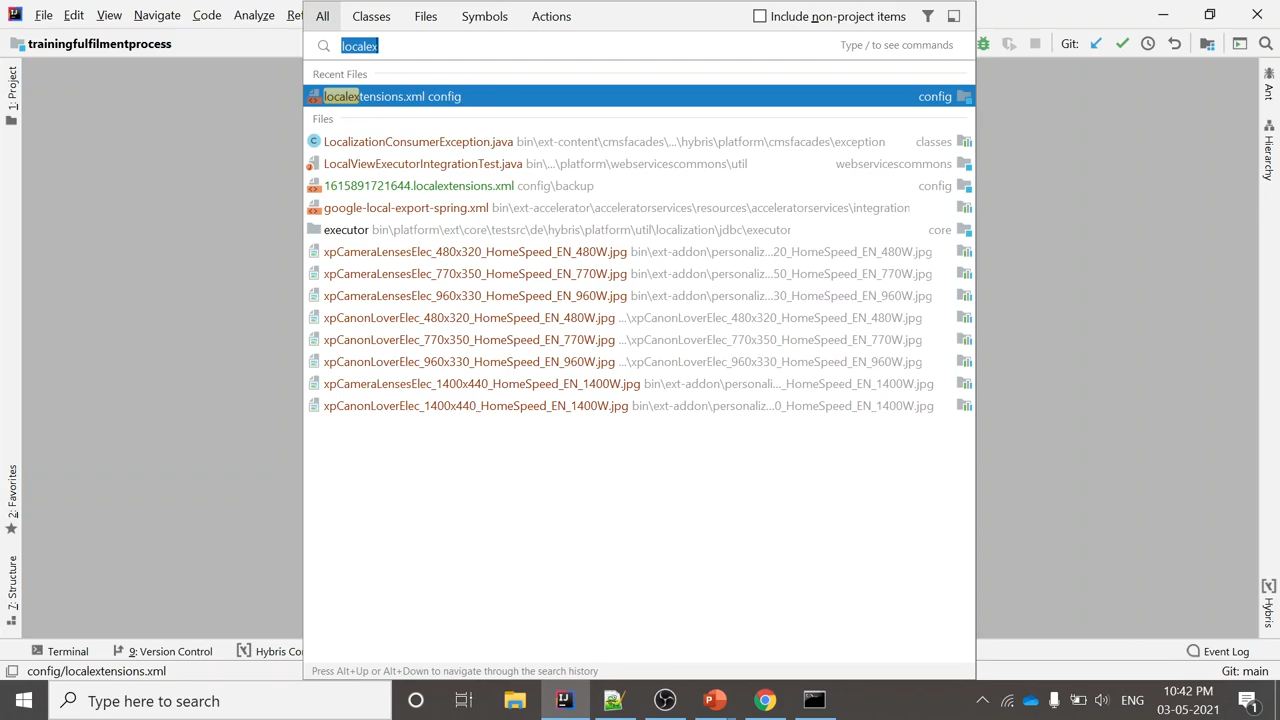 File Edit View Navigate Code Analyze Ref
All Classes Files Symbols Actions Include non-project items
trainingfulfilmentprocess
localex Type / to see commands
Git:
Recent Files
localextensions.xml config config
Files
LocalizationConsumerException.java bin\ext-content\cmsfacades\...\hybris\platform\cmsfacades\exception classes
LocalViewExecutorIntegrationTest.java bin\...\platform\webservicescommons\util webservicescommons
1615891721644.localextensions.xml config\backup config
google-local-export-spring.xml bin\ext-accelerator\acceleratorservices\resources\acceleratorservices\integration
executor bin\platform\ext\core\testsrc\de\hybris\platform\util\localization\jdbc\executor core
xpCameraLensesElec_480x320_HomeSpeed_EN_480W.jpg bin\ext-addon\personaliz...20_HomeSpeed_EN_480W.jpg
xpCameraLensesElec_770x350_HomeSpeed_EN_770W.jpg bin\ext-addon\personaliz...50_HomeSpeed_EN_770W.jpg
xpCameraLensesElec_960x330_HomeSpeed_EN_960W.jpg bin\ext-addon\personaliz...30_HomeSpeed_EN_960W.jpg
xpCanonLoverElec_480x320_HomeSpeed_EN_480W.jpg ...\xpCanonLoverElec_480x320_HomeSpeed_EN_480W.jpg
xpCanonLoverElec_770x350_HomeSpeed_EN_770W.jpg ...\xpCanonLoverElec_770x350_HomeSpeed_EN_770W.jpg
xpCanonLoverElec_960x330_HomeSpeed_EN_960W.jpg ...\xpCanonLoverElec_960x330_HomeSpeed_EN_960W.jpg
xpCameraLensesElec_1400x440_HomeSpeed_EN_1400W.jpg bin\ext-addon\personali..._HomeSpeed_EN_1400W.jpg
xpCanonLoverElec_1400x440_HomeSpeed_EN_1400W.jpg bin\ext-addon\personaliz...0_HomeSpeed_EN_1400W.jpg
Press Alt+Up or Alt+Down to navigate through the search history
1: Project
2: Favorites
7: Structure
Ant
Hierarchy
Hybris
Terminal 9: Version Control Hybris Co Event Log
config/localextensions.xml Git: main
Type here to search
ENG
10:42 PM
03-05-2021
1